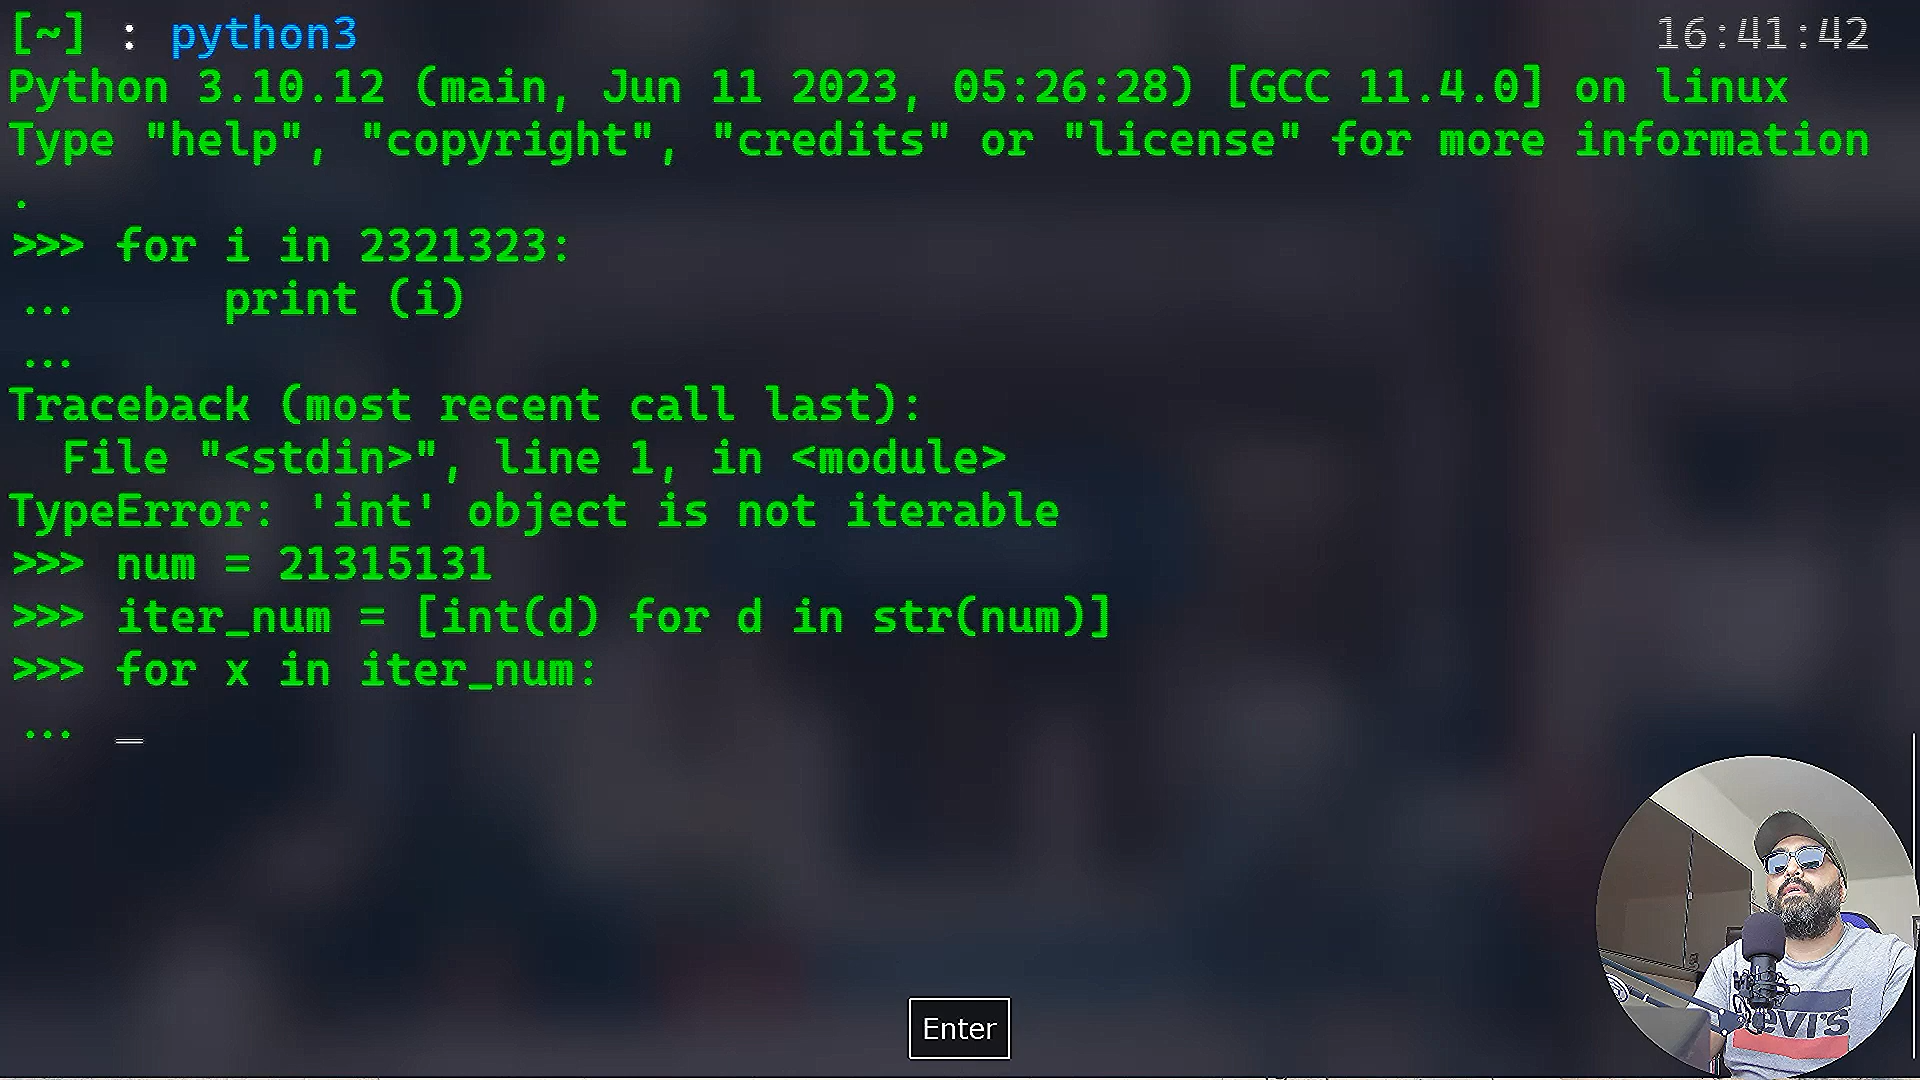 [~] : python3 16:41:42
Python 3.10.12 (main, Jun 11 2023, 05:26:28) [GCC 11.4.0] on linux
Type "help", "copyright", "credits" or "license" for more information
.
>>> for i in 2321323:
...     print (i)
...
Traceback (most recent call last):
  File "<stdin>", line 1, in <module>
TypeError: 'int' object is not iterable
>>> num = 21315131
>>> iter_num = [int(d) for d in str(num)]
>>> for x in iter_num:
... _
Enter